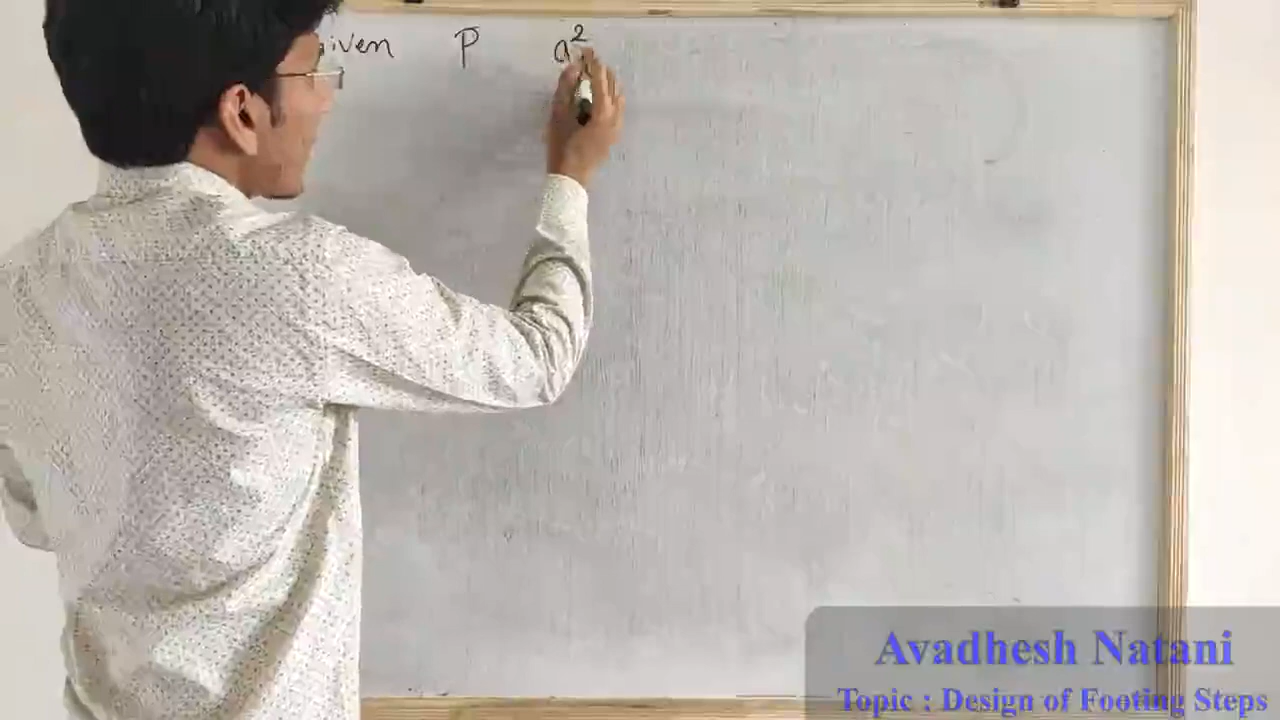 iven P a²
Avadhesh Natani
Topic : Design of Footing Steps